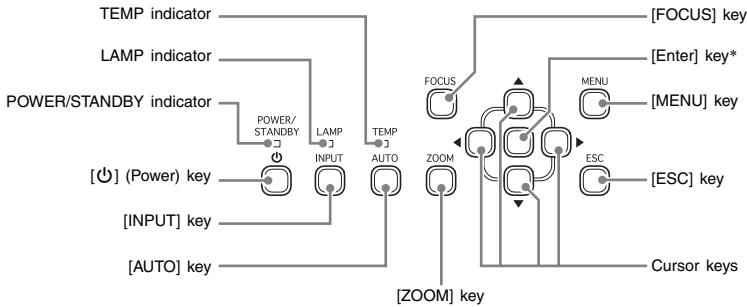 TEMP indicator
[FOCUS] key
LAMP indicator
[Enter] key*
POWER/STANDBY indicator
[MENU] key
FOCUS
MENU
POWER/
STANDBY
LAMP
TEMP
INPUT
AUTO
ZOOM
ESC
[⏻] (Power) key
[ESC] key
[INPUT] key
[AUTO] key
Cursor keys
[ZOOM] key